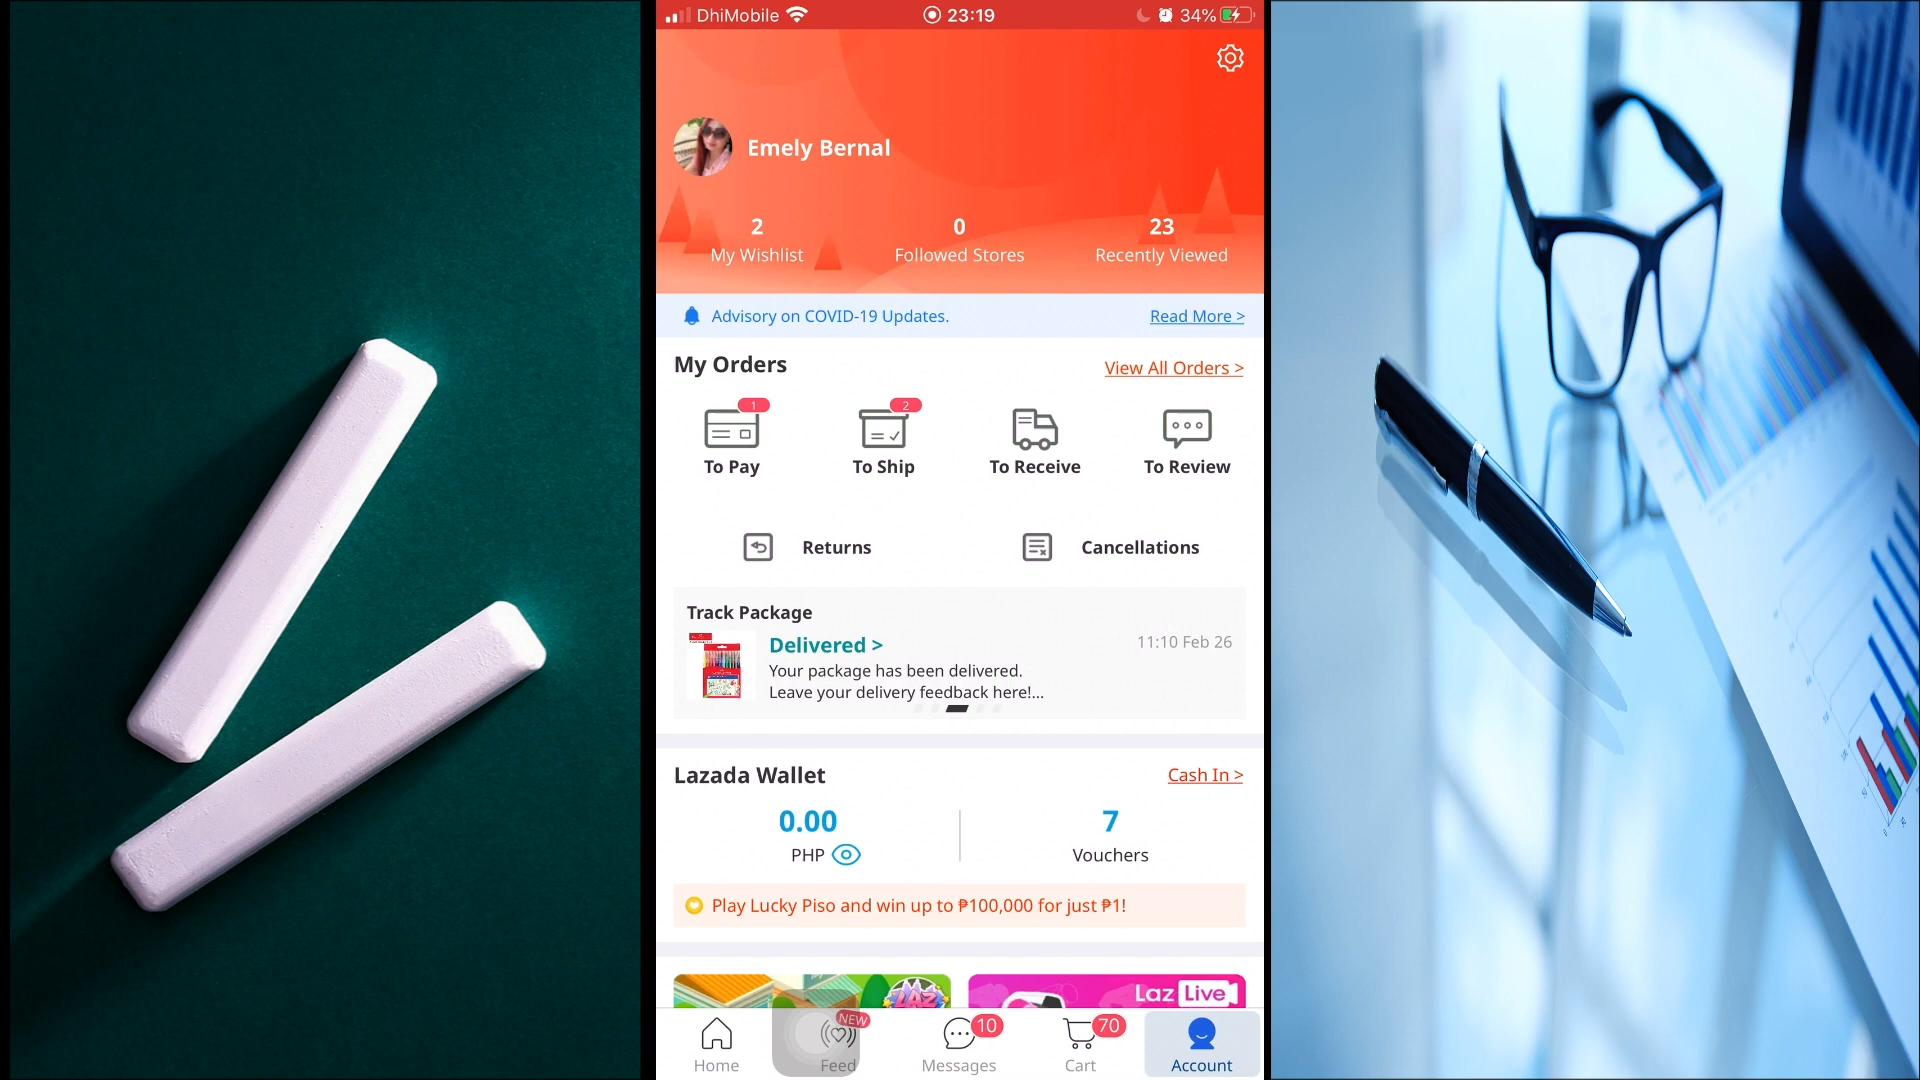 DhiMobile 23:19 34%
Emely Bernal
2 0 23
My Wishlist Followed Stores Recently Viewed
Advisory on COVID-19 Updates. Read More >
My Orders View All Orders >
1 2
To Pay To Ship To Receive To Review
Returns Cancellations
Track Package
Delivered > 11:10 Feb 26
Your package has been delivered.
Leave your delivery feedback here!...
Lazada Wallet Cash In >
0.00 7
PHP Vouchers
Play Lucky Piso and win up to ₱100,000 for just ₱1!
LAZ Laz Live
NEW 10 70
Home Feed Messages Cart Account